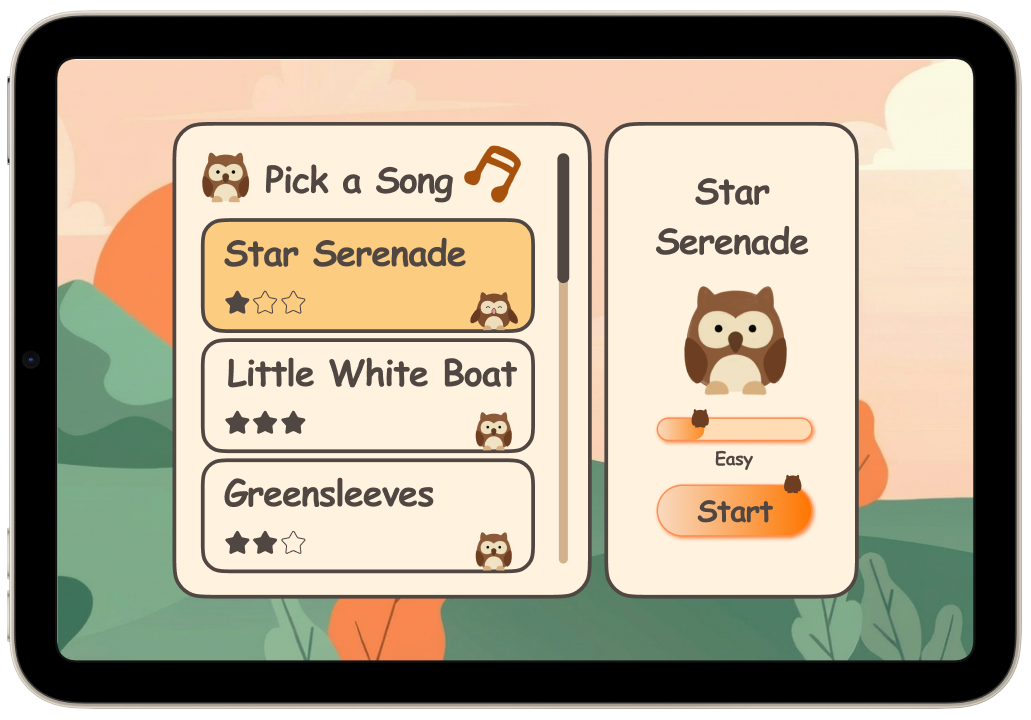 Pick a Song
Star Serenade
Little White Boat
Greensleeves
Star
Serenade
Easy
Start